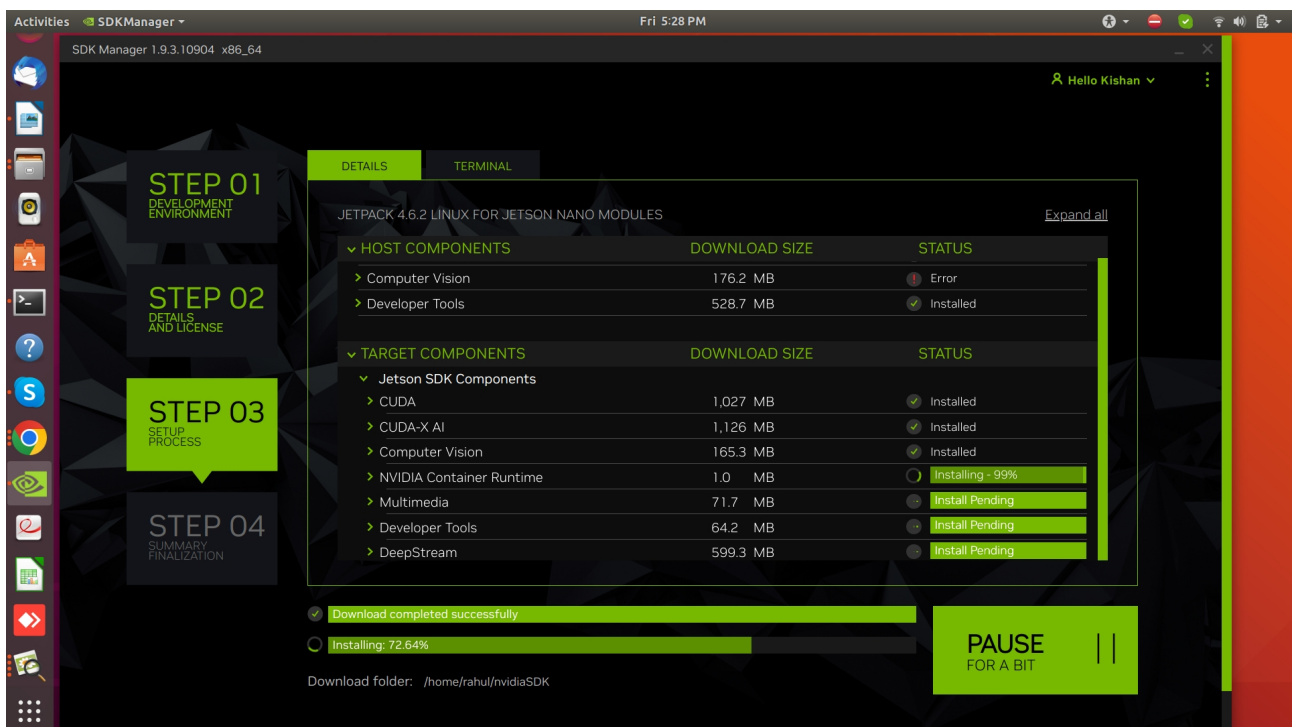 Activities SDKManager Fri 5:28 PM
SDK Manager 1.9.3.10904 x86_64
Hello Kishan
STEP 01
DEVELOPMENT
ENVIRONMENT
STEP 02
DETAILS
AND LICENSE
STEP 03
SETUP
PROCESS
STEP 04
SUMMARY
FINALIZATION
DETAILS TERMINAL
JETPACK 4.6.2 LINUX FOR JETSON NANO MODULES Expand all
HOST COMPONENTS DOWNLOAD SIZE STATUS
Computer Vision 176.2 MB Error
Developer Tools 528.7 MB Installed
TARGET COMPONENTS DOWNLOAD SIZE STATUS
Jetson SDK Components
CUDA 1,027 MB Installed
CUDA-X AI 1,126 MB Installed
Computer Vision 165.3 MB Installed
NVIDIA Container Runtime 1.0 MB Installing - 99%
Multimedia 71.7 MB Install Pending
Developer Tools 64.2 MB Install Pending
DeepStream 599.3 MB Install Pending
Download completed successfully
Installing: 72.64%
Download folder: /home/rahul/nvidiaSDK
PAUSE
FOR A BIT